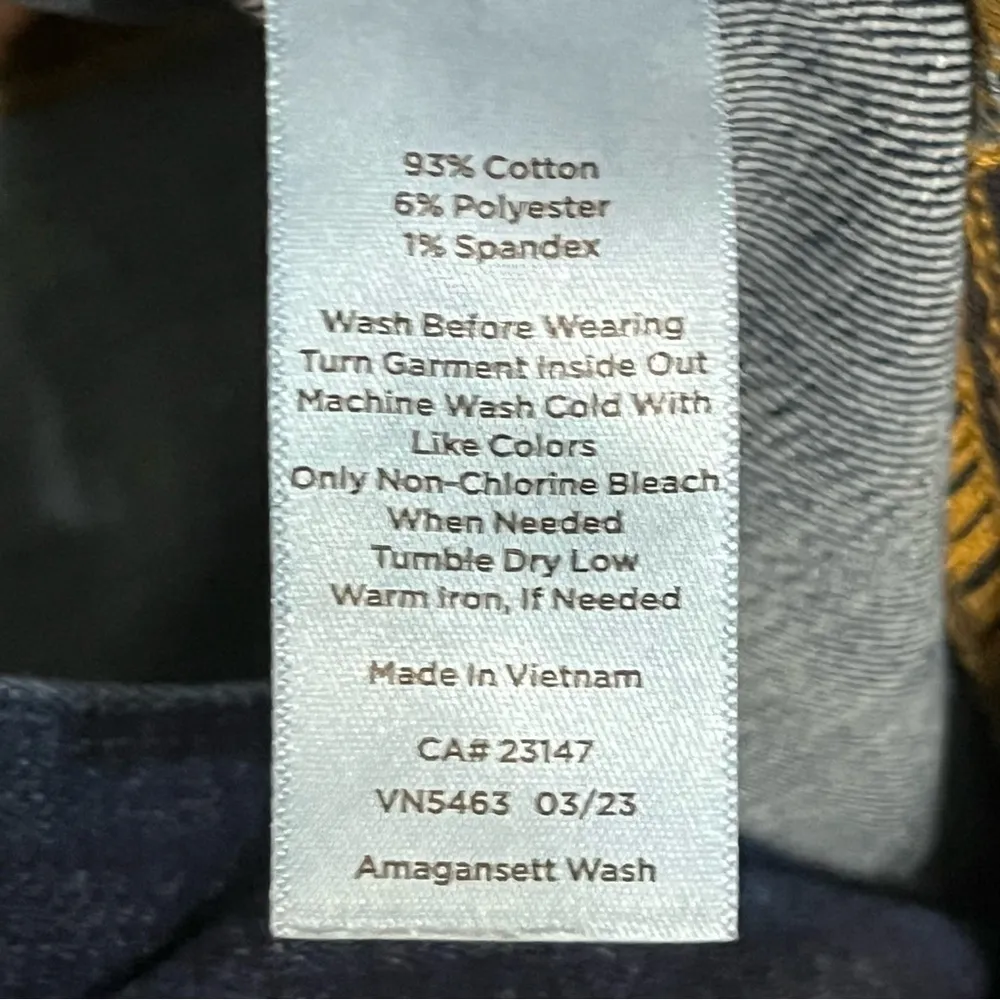 93% Cotton
6% Polyester
1% Spandex
Wash Before Wearing
Turn Garment Inside Out
Machine Wash Cold With
Like Colors
Only Non-Chlorine Bleach
When Needed
Tumble Dry Low
Warm Iron, If Needed
Made In Vietnam
CA# 23147
VN5463 03/23
Amagansett Wash